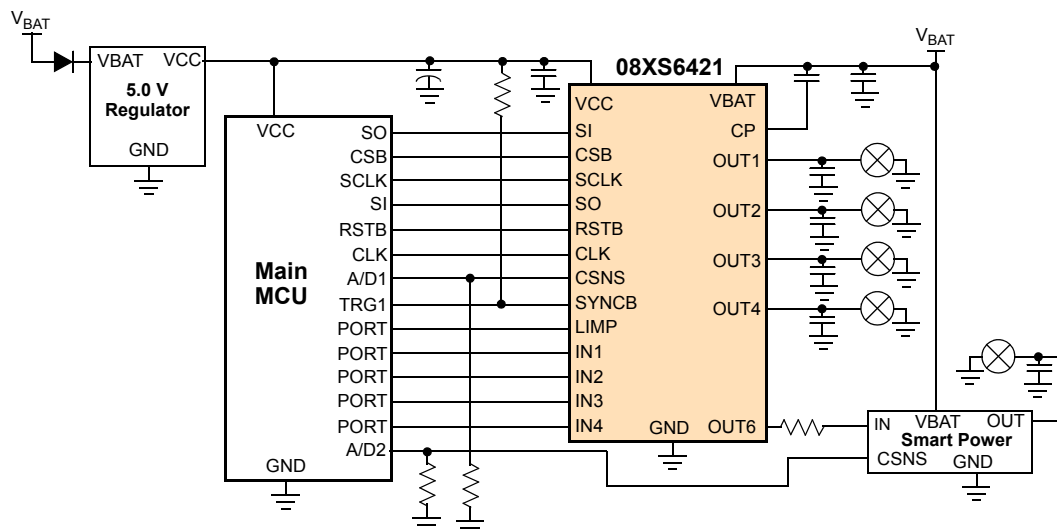 VBAT
VBAT VCC
5.0 V
Regulator
GND
08XS6421
VBAT
VCC
SO
CSB
SCLK
SI
RSTB
CLK
A/D1
TRG1
PORT
PORT
PORT
PORT
PORT
A/D2
Main
MCU
GND
VCC
SI
CSB
SCLK
SO
RSTB
CLK
CSNS
SYNCB
LIMP
IN1
IN2
IN3
IN4
VBAT
CP
OUT1
OUT2
OUT3
OUT4
OUT6
GND
IN VBAT OUT
Smart Power
CSNS GND